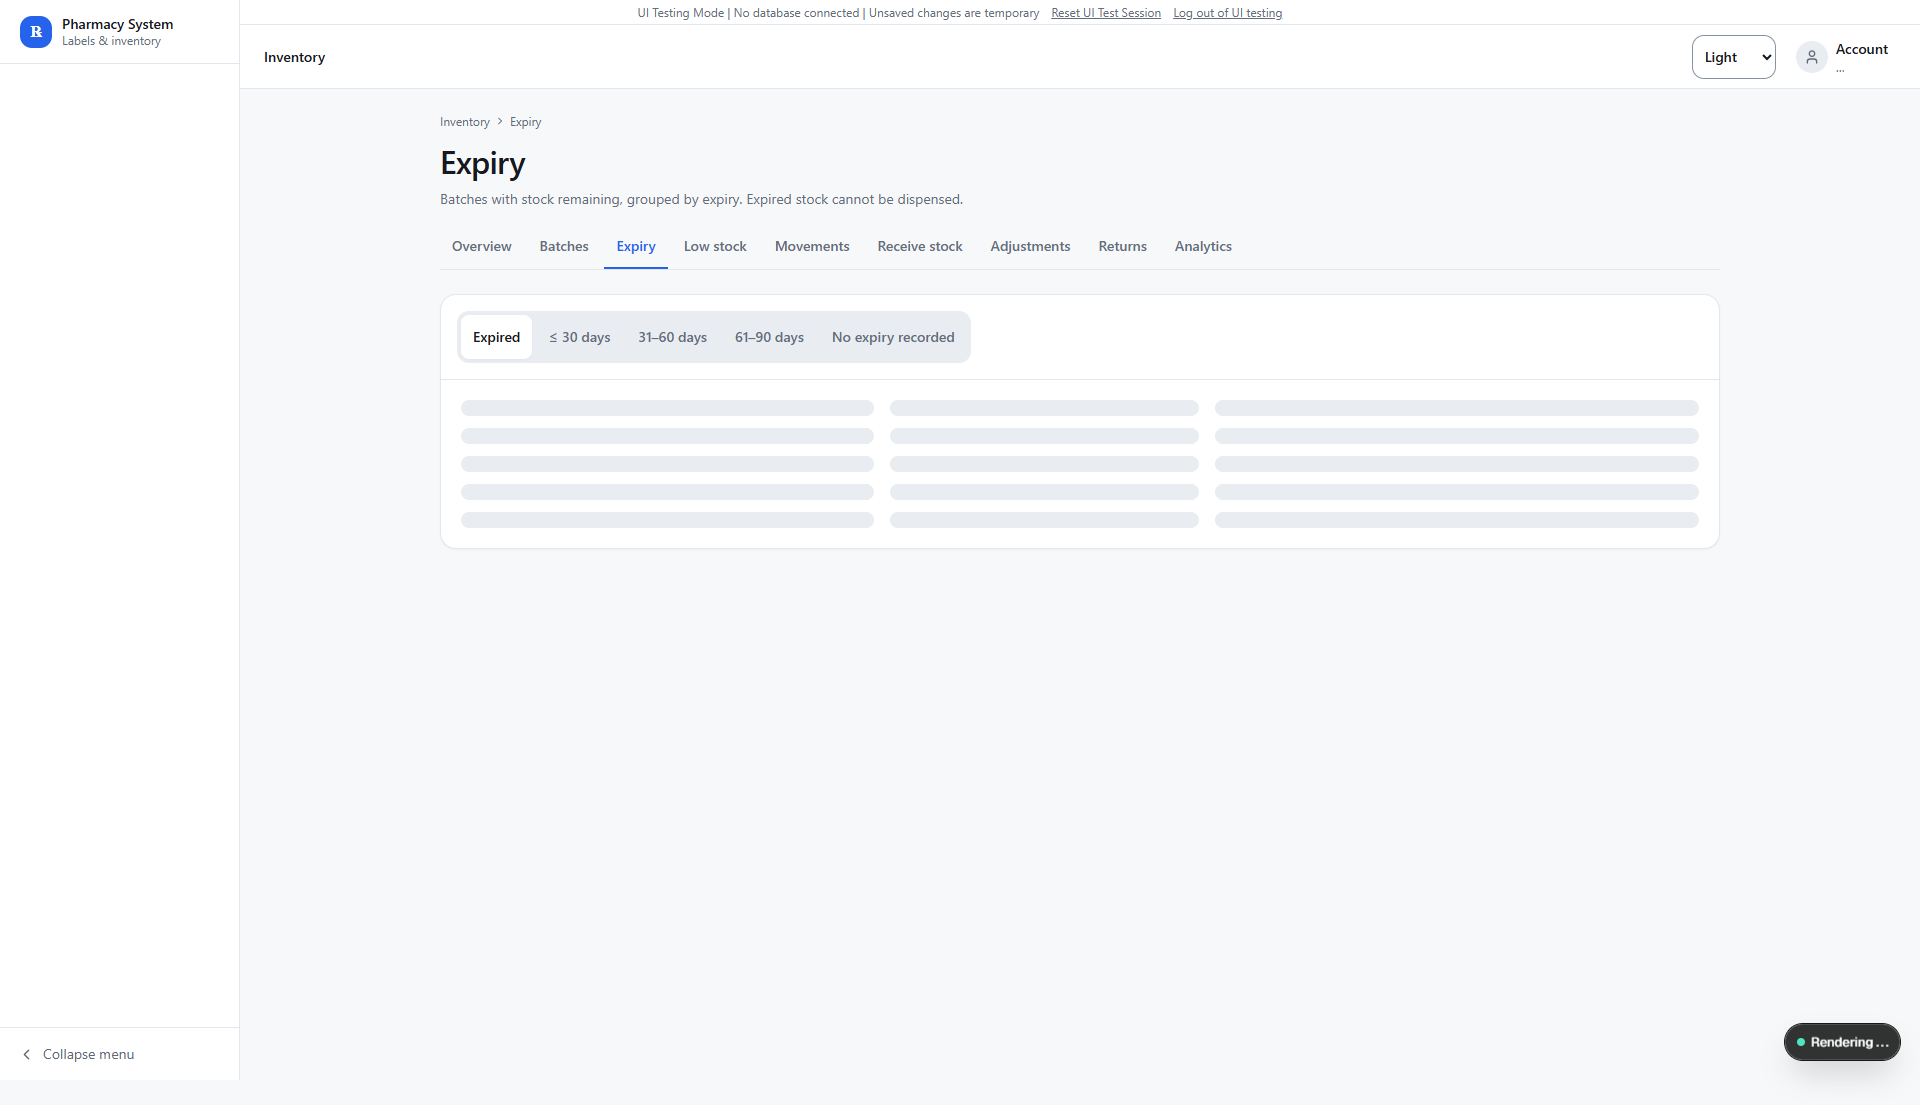 UI Testing Mode | No database connected | Unsaved changes are temporary Reset UI Test Session Log out of UI testing
℞ Pharmacy System
Labels & inventory
Inventory
Light
Account
...
Inventory > Expiry
Expiry
Batches with stock remaining, grouped by expiry. Expired stock cannot be dispensed.
Overview Batches Expiry Low stock Movements Receive stock Adjustments Returns Analytics
Expired ≤ 30 days 31–60 days 61–90 days No expiry recorded
Collapse menu
Rendering ...